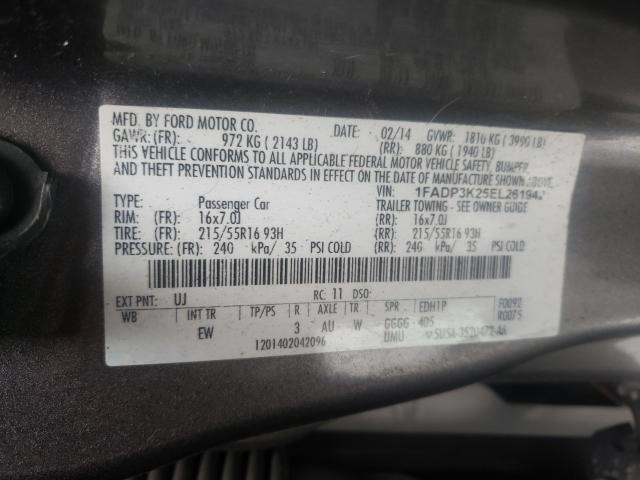 MFD. BY FORD MOTOR CO. DATE: 02/14 GVWR: 1810 KG ( 3990 LB)
GAWR:(FR): 972 KG ( 2143 LB) (RR): 880 KG ( 1940 LB)
THIS VEHICLE CONFORMS TO ALL APPLICABLE FEDERAL MOTOR VEHICLE SAFETY, BUMPER,
AND THEFT PREVENTION STANDARDS IN EFFECT ON THE DATE OF MANUFACTURE SHOWN ABOVE.
VIN: 1FADP3K25EL26194
TYPE: Passenger Car TRAILER TOWING - SEE OWNER GUIDE
RIM: (FR): 16x7.0J (RR): 16x7.0J
TIRE: (FR): 215/55R16 93H (RR): 215/55R16 93H
PRESSURE: (FR): 240 kPa/ 35 PSI COLD (RR): 240 kPa/ 35 PSI COLD
EXT PNT: UJ RC: 11 DSO:
WB INT TR TP/PS R AXLE TR SPR EDH1P F0092
R0075
EW 3 AU W GGGG 4D5
1201402042096 UMU